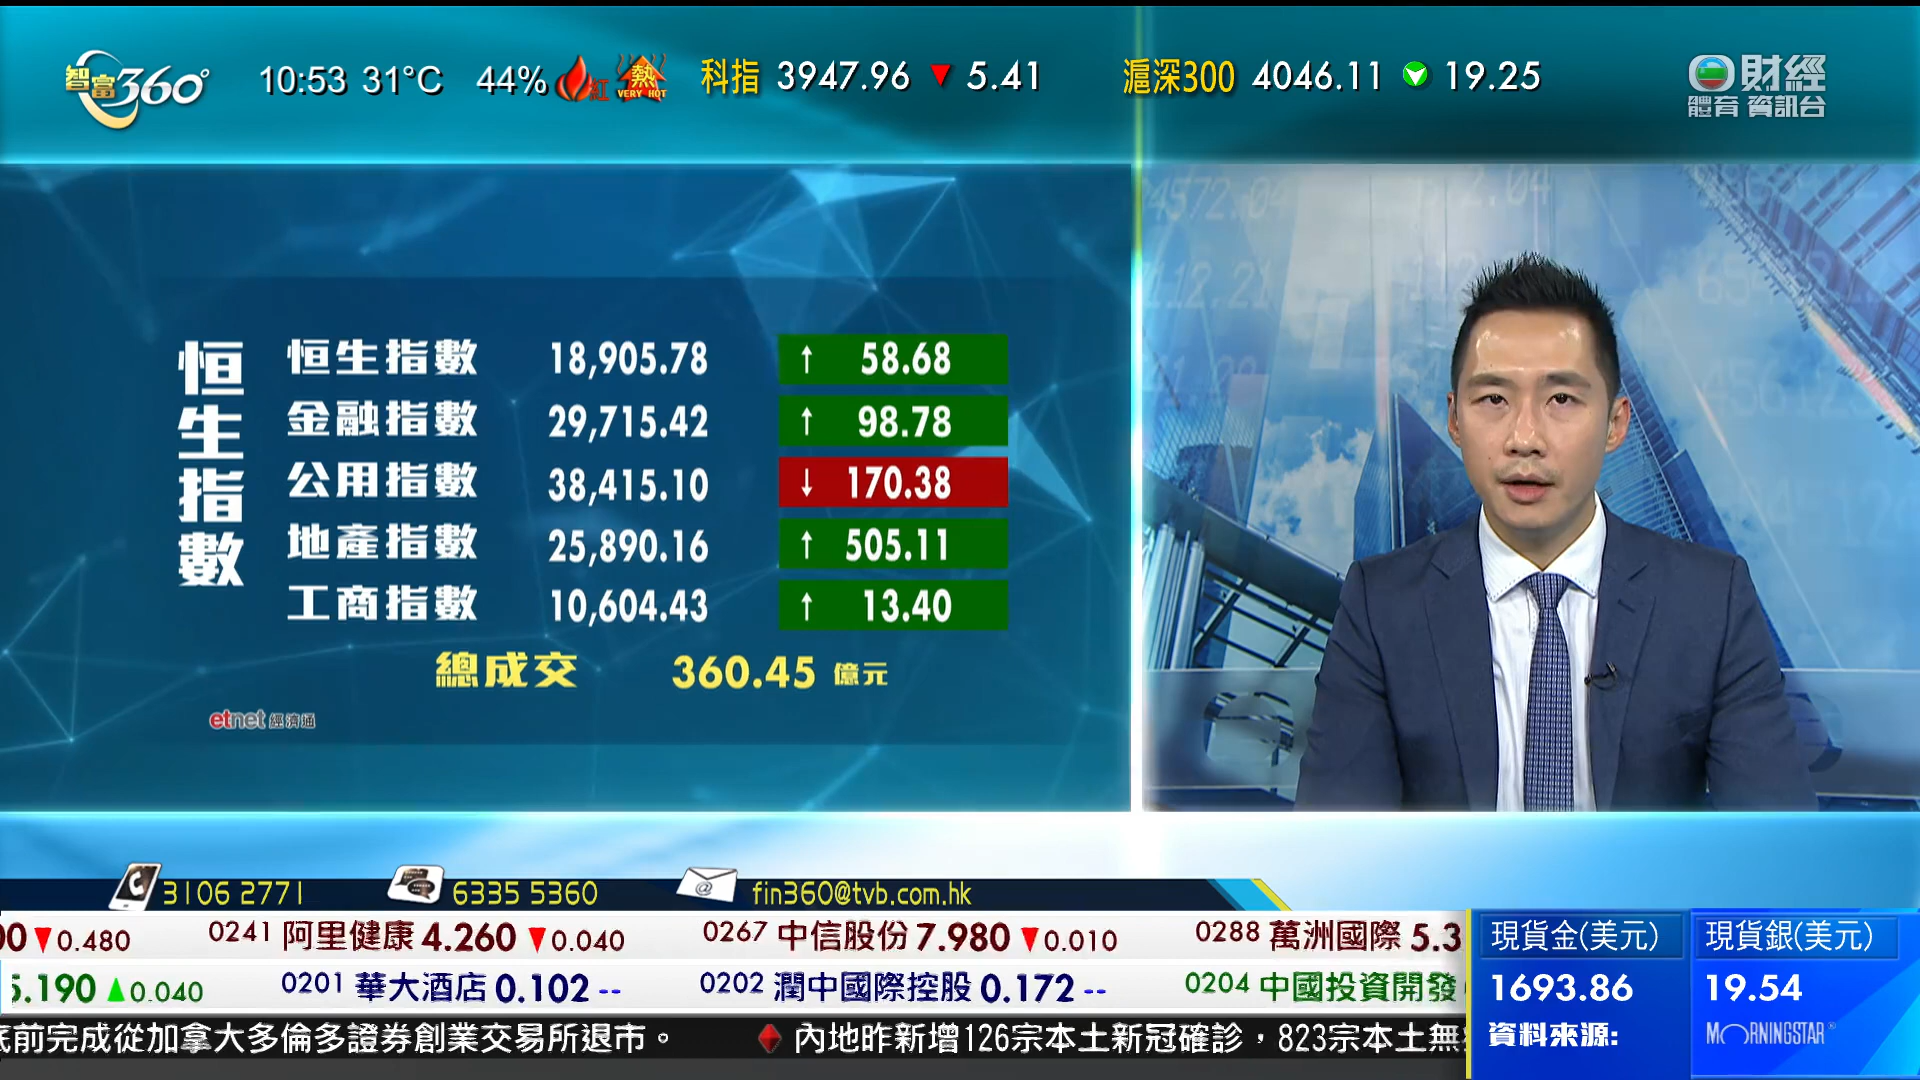 智富360°
10:53 31°C 44% 紅 熱 VERY HOT 科指 3947.96 ▼ 5.41 滬深300 4046.11 19.25
財經
體育 資訊台
恒生指數
恒生指數 18,905.78 ↑ 58.68
金融指數 29,715.42 ↑ 98.78
公用指數 38,415.10 ↓ 170.38
地產指數 25,890.16 ↑ 505.11
工商指數 10,604.43 ↑ 13.40
總成交 360.45 億元
etnet 經濟通
3106 2771 6335 5360 fin360@tvb.com.hk
0 ▼0.480 0241 阿里健康 4.260 ▼0.040 0267 中信股份 7.980 ▼0.010 0288 萬洲國際 5.3
5.190 ▲0.040 0201 華大酒店 0.102 -- 0202 潤中國際控股 0.172 -- 0204 中國投資開發
底前完成從加拿大多倫多證券創業交易所退市。 ♦ 內地昨新增126宗本土新冠確診，823宗本土無
現貨金(美元) 現貨銀(美元)
1693.86 19.54
資料來源: MORNINGSTAR®